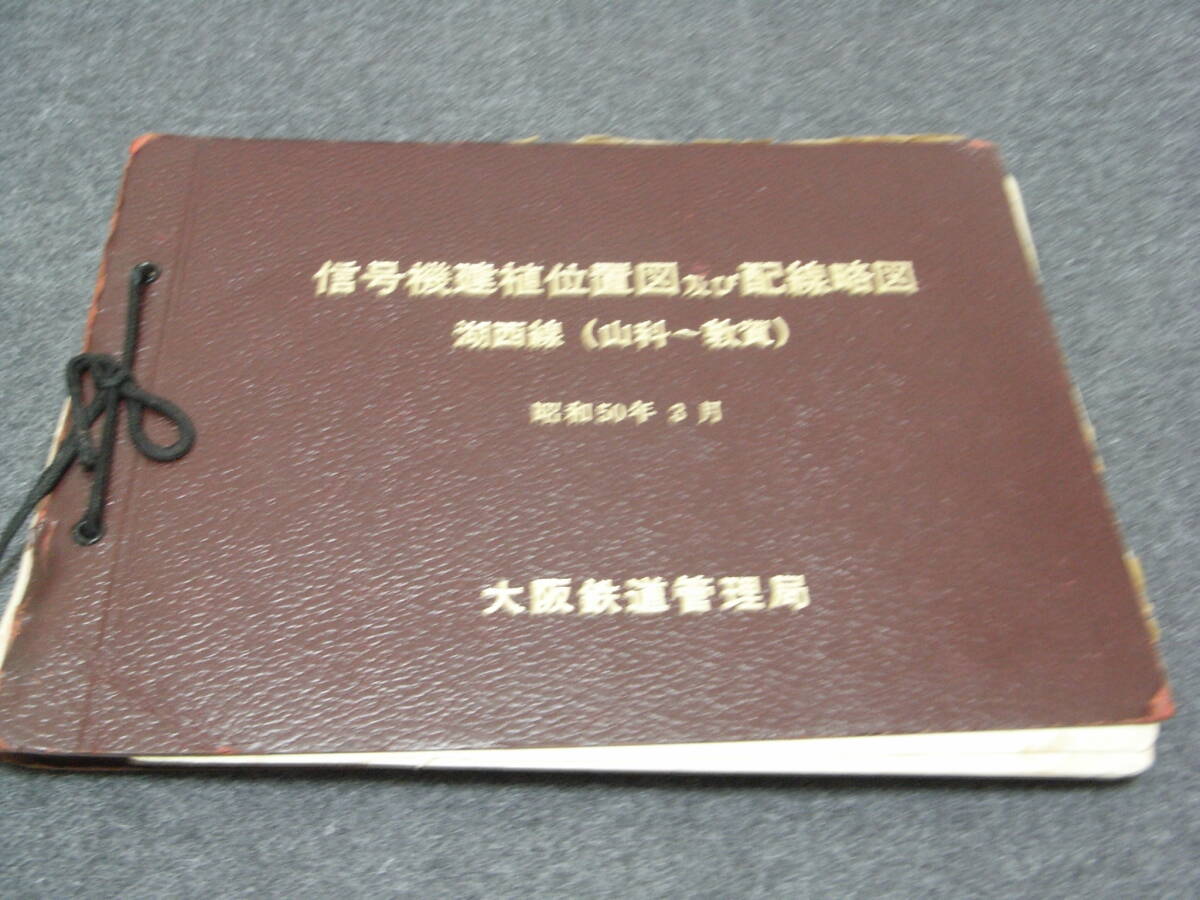 信号機建植位置図及び配線略図
湖西線（山科～敦賀）
昭和50年3月
大阪鉄道管理局